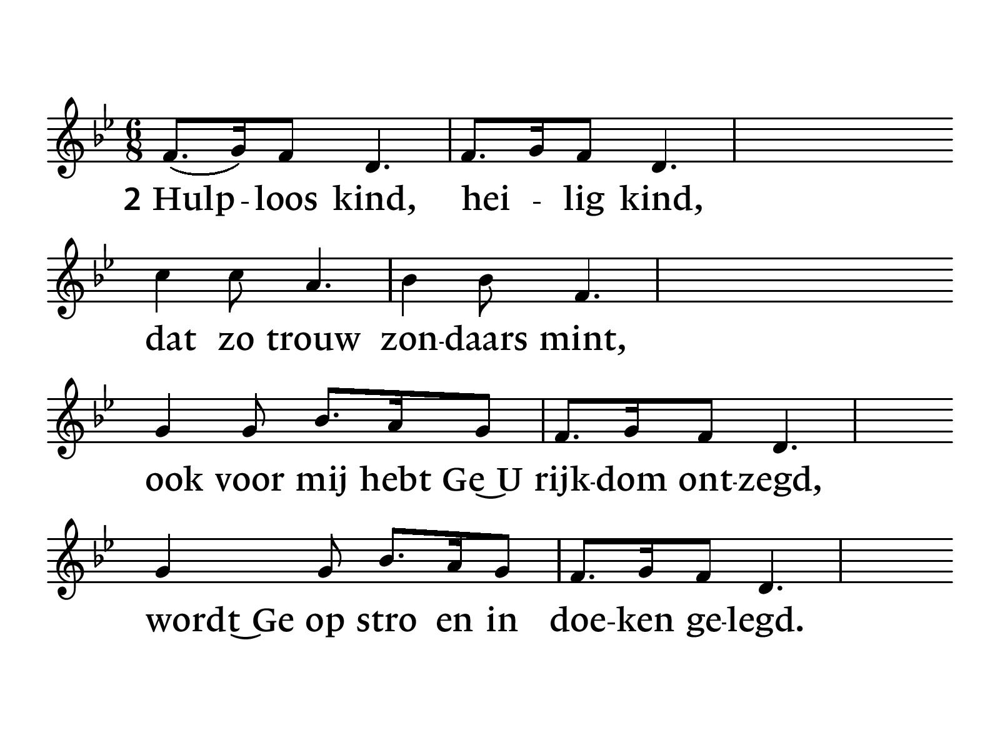 2 Hulp-loos kind, hei - lig kind,
dat zo trouw zon-daars mint,
ook voor mij hebt Ge‿U rijk-dom ont-zegd,
wordt‿Ge op stro en in doe-ken ge-legd.